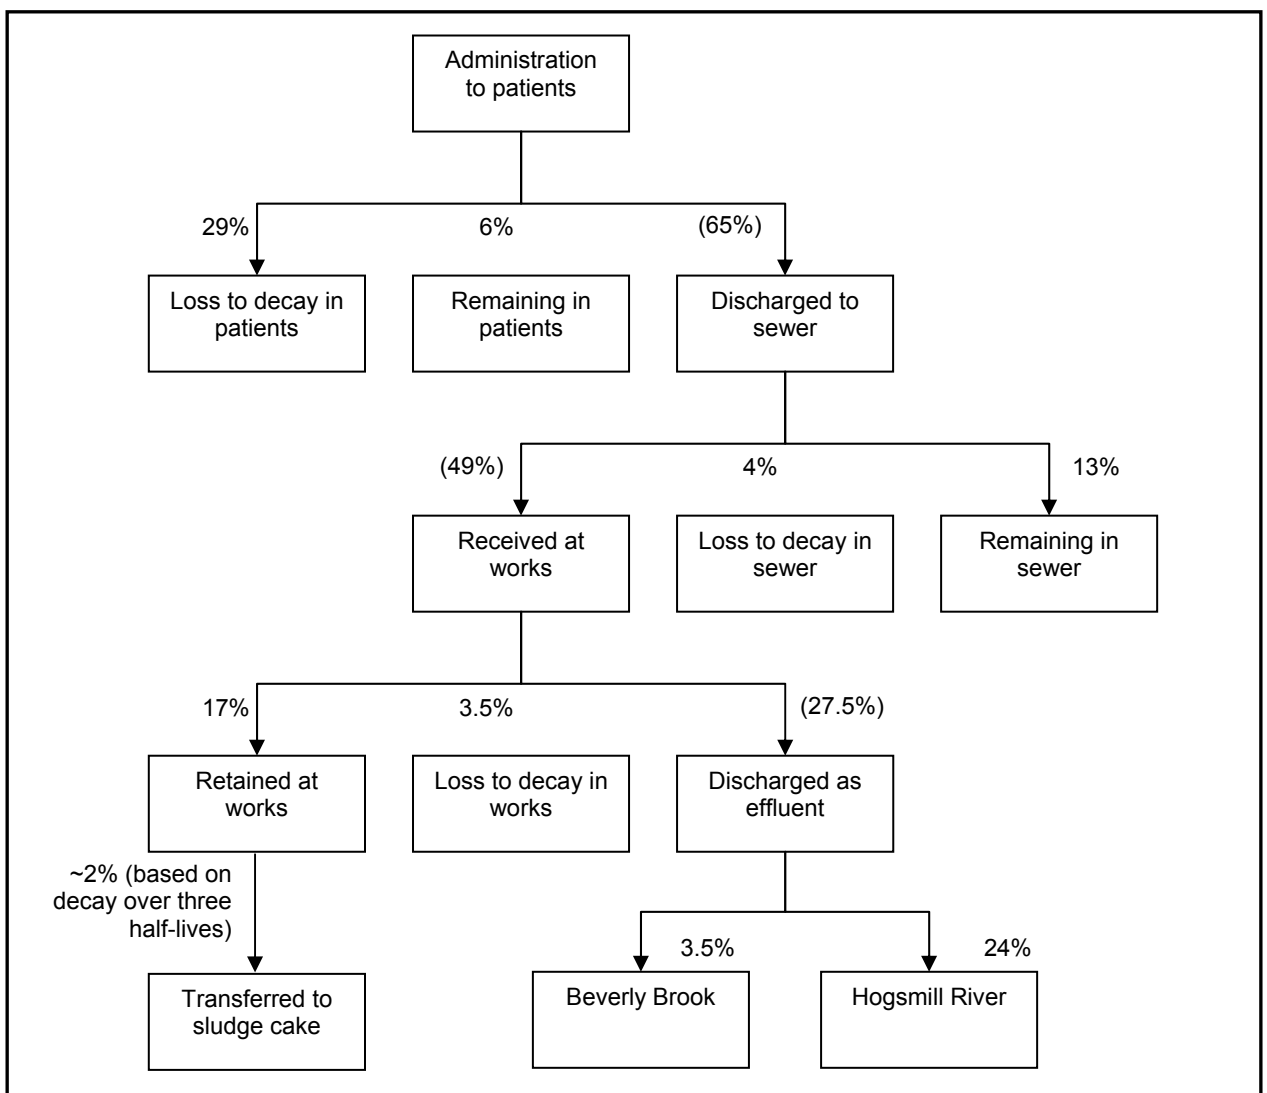 Administration
to patients
29%
6%
(65%)
Loss to decay in
patients
Remaining in
patients
Discharged to
sewer
(49%)
4%
13%
Received at
works
Loss to decay in
sewer
Remaining in
sewer
17%
3.5%
(27.5%)
Retained at
works
Loss to decay in
works
Discharged as
effluent
~2% (based on
decay over three
half-lives)
3.5%
24%
Transferred to
sludge cake
Beverly Brook
Hogsmill River